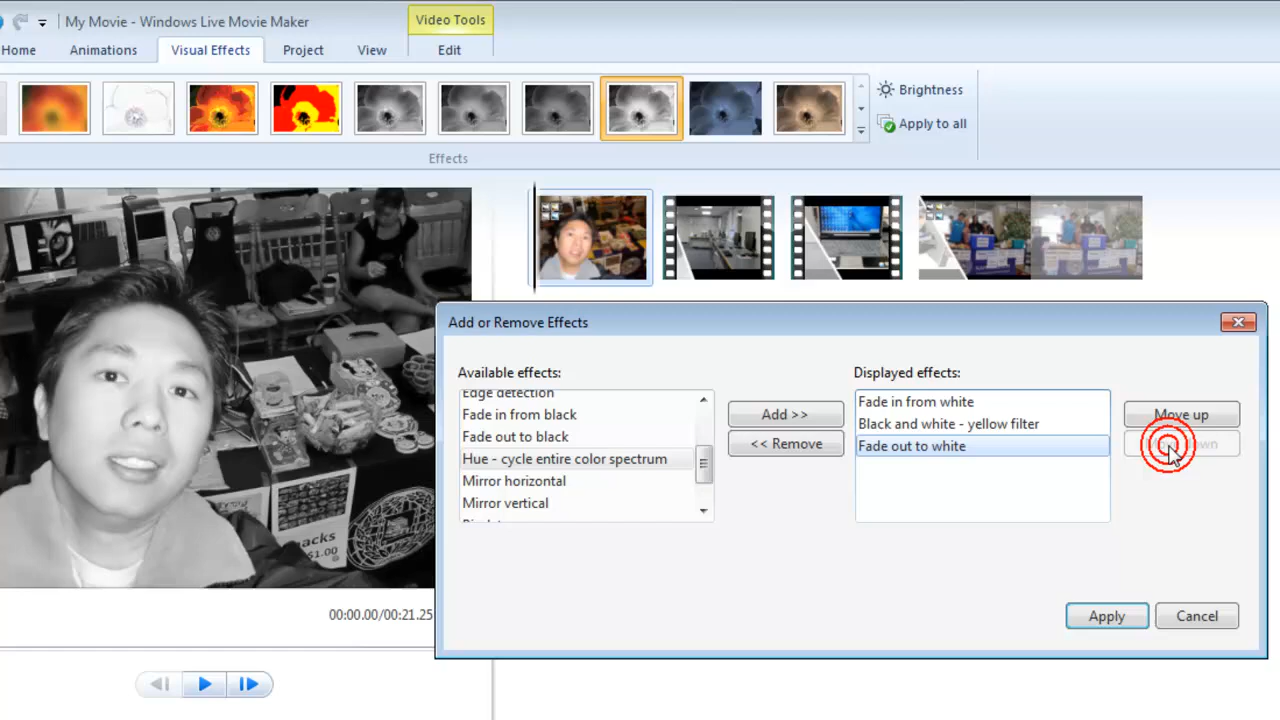 My Movie - Windows Live Movie Maker
Video Tools
Home
Animations
Visual Effects
Project
View
Edit
Brightness
Apply to all
Effects
Add or Remove Effects
Available effects:
Edge detection
Fade in from black
Fade out to black
Hue - cycle entire color spectrum
Mirror horizontal
Mirror vertical
Add >>
<< Remove
Displayed effects:
Fade in from white
Black and white - yellow filter
Fade out to white
Move up
Apply
Cancel
00:00.00/00:21.25
$1.00